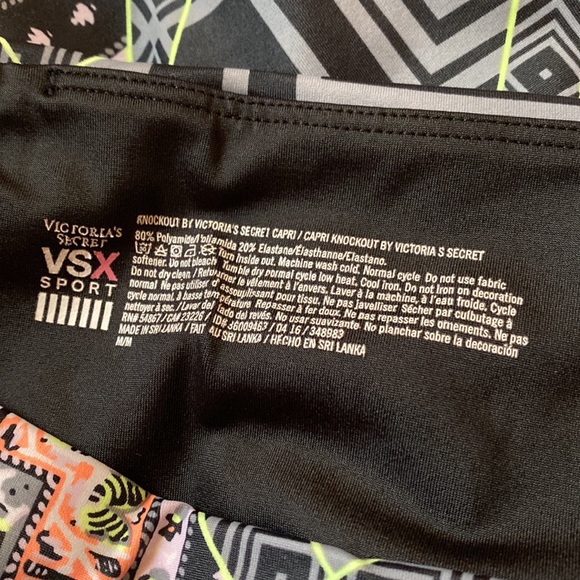 VICTORIA'S
SECRET
VSX
SPORT
KNOCKOUT BY VICTORIA'S SECRET CAPRI / CAPRI KNOCKOUT BY VICTORIA S SECRET
80% Polyamide/Poliamida 20% Elastane/Élasthanne/Elastano.
Turn inside out. Machine wash cold. Normal cycle Do not use fabric
softener. Do not bleach Tumble dry normal cycle low heat. Cool iron. Do not iron on decoration
Do not dry clean / le vêtement à l'envers. Laver à la machine, à l'eau froide. Cycle
normal Ne pas utiliser d'assouplissant pour tissu. Ne pas javelliser Sécher par culbutage à
cycle normal, à basse température Repasser à fer doux. Ne pas repasser les ornements. Ne pas
nettoyer à sec / Lavar del lado del revés. No usar suavizante. No planchar sobre la decoración
RN# 54867 / CA# 23226 / ID# 36009463 / 04 16 / 348983
MADE IN SRI LANKA / FAIT AU SRI LANKA / HECHO EN SRI LANKA
M/M